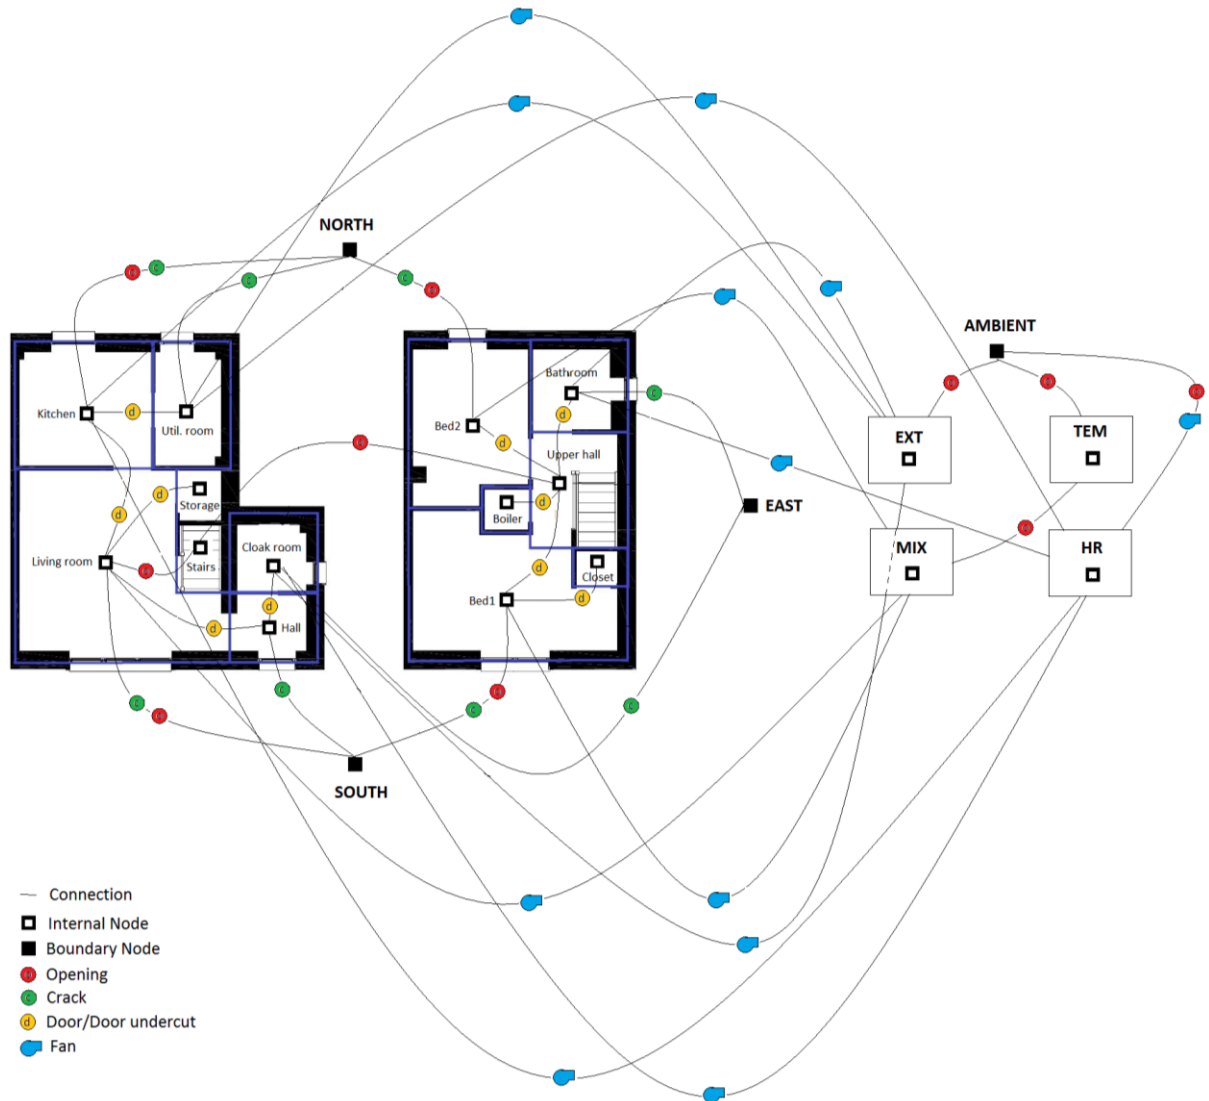 NORTH
AMBIENT
Bathroom
Kitchen
d
Util. room
Bed2
d
d
EXT
TEM
Upper hall
d
Storage
Boiler
d
EAST
d
Living room
Stairs
Cloak room
MIX
HR
d
Closet
Bed1
d
d
d
Hall
SOUTH
Connection
Internal Node
Boundary Node
Opening
c Crack
d Door/Door undercut
Fan